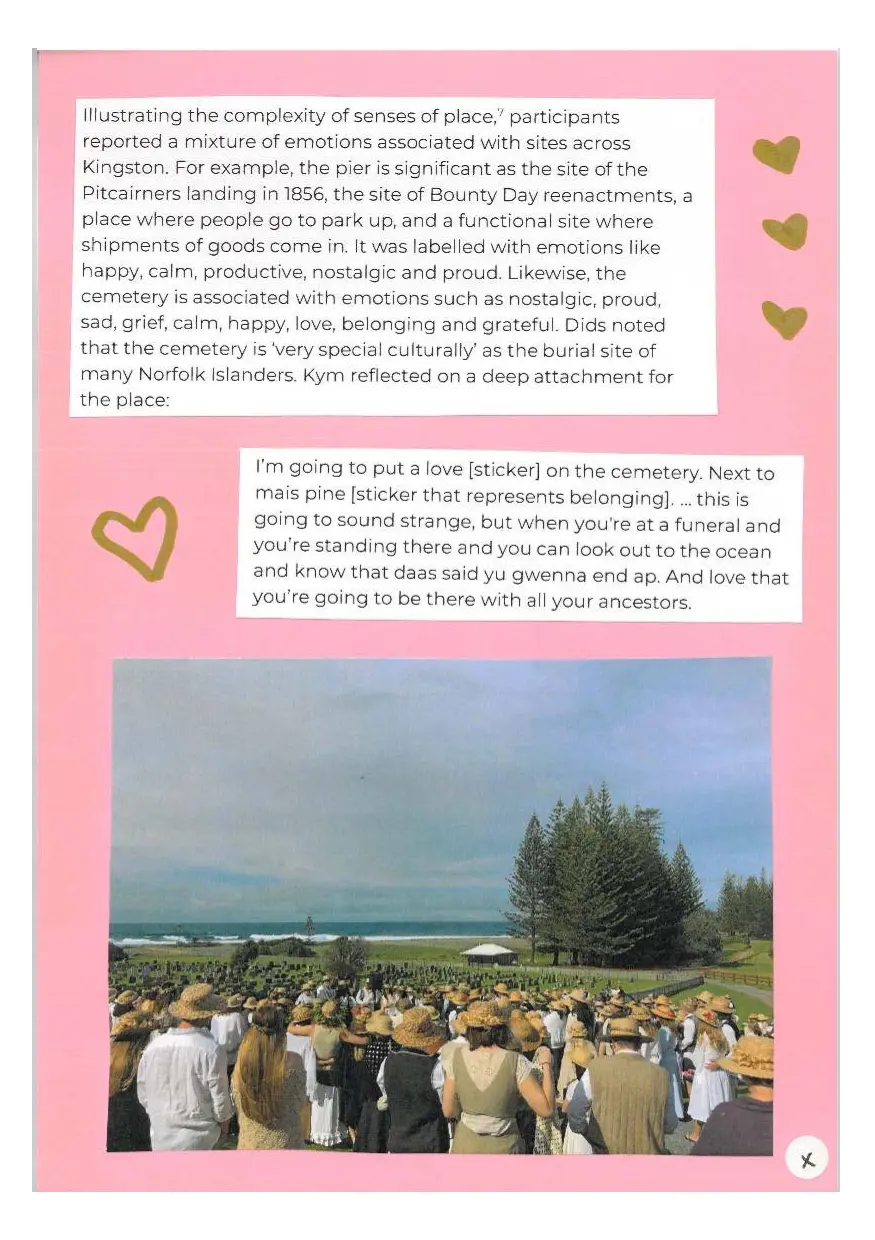 Illustrating the complexity of senses of place,⁷ participants
reported a mixture of emotions associated with sites across
Kingston. For example, the pier is significant as the site of the
Pitcairners landing in 1856, the site of Bounty Day reenactments, a
place where people go to park up, and a functional site where
shipments of goods come in. It was labelled with emotions like
happy, calm, productive, nostalgic and proud. Likewise, the
cemetery is associated with emotions such as nostalgic, proud,
sad, grief, calm, happy, love, belonging and grateful. Dids noted
that the cemetery is ‘very special culturally’ as the burial site of
many Norfolk Islanders. Kym reflected on a deep attachment for
the place:
I’m going to put a love [sticker] on the cemetery. Next to
mais pine [sticker that represents belonging]. ... this is
going to sound strange, but when you're at a funeral and
you’re standing there and you can look out to the ocean
and know that daas said yu gwenna end ap. And love that
you’re going to be there with all your ancestors.
X